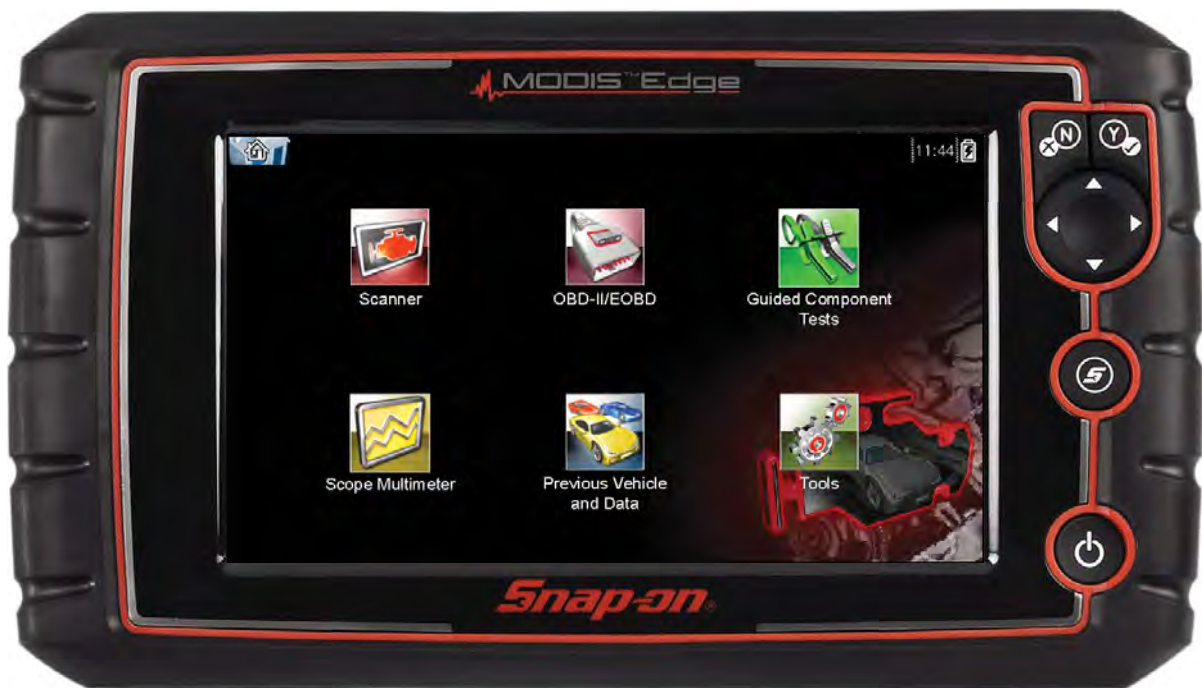 MODIS™Edge
11:44
N
Y
Scanner
OBD-II/EOBD
Guided Component
Tests
Scope Multimeter
Previous Vehicle
and Data
Tools
S
Snap-on®